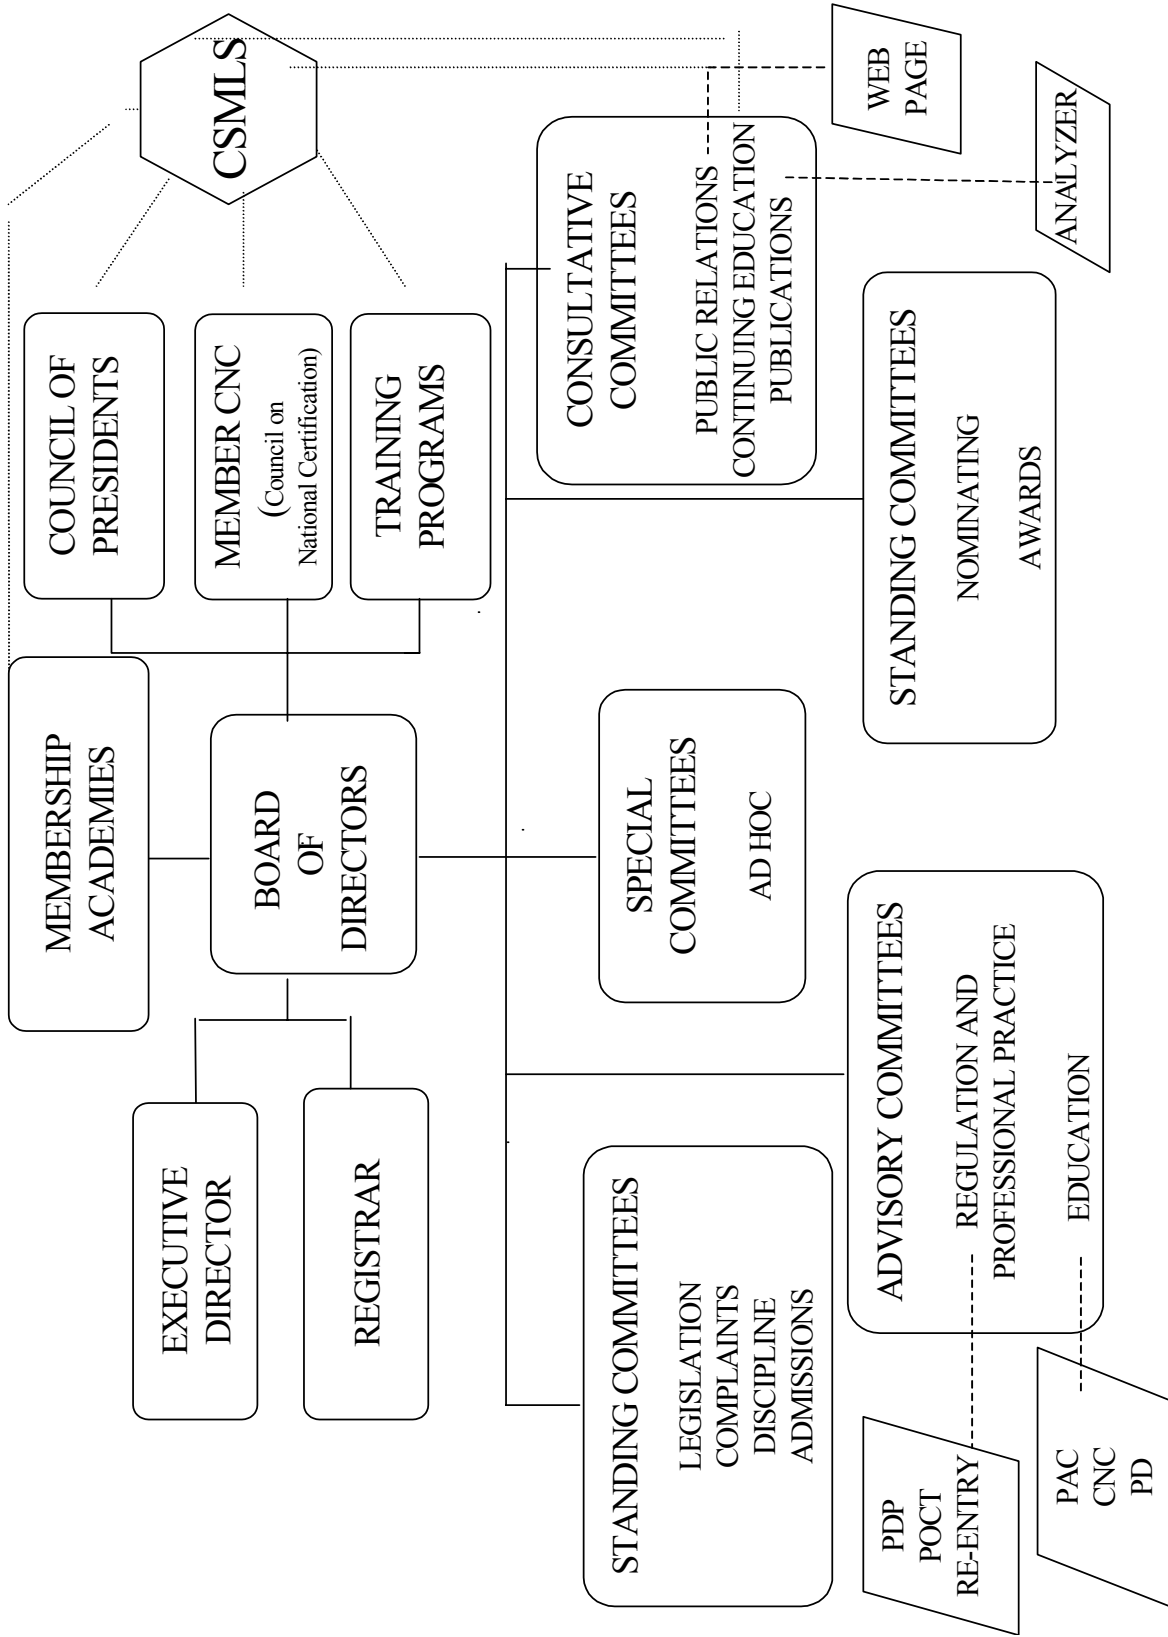 MEMBERSHIP
ACADEMIES
CSMLS
EXECUTIVE
DIRECTOR
REGISTRAR
BOARD
OF
DIRECTORS
COUNCIL OF
PRESIDENTS
MEMBER CNC
(Council on
National Certification)
TRAINING
PROGRAMS
STANDING COMMITTEES
LEGISLATION
COMPLAINTS
DISCIPLINE
ADMISSIONS
SPECIAL
COMMITTEES
AD HOC
CONSULTATIVE
COMMITTEES
PUBLIC RELATIONS
CONTINUING EDUCATION
PUBLICATIONS
WEB
PAGE
ANALYZER
ADVISORY COMMITTEES
REGULATION AND
PROFESSIONAL PRACTICE
EDUCATION
STANDING COMMITTEES
NOMINATING
AWARDS
PDP
POCT
RE-ENTRY
PAC
CNC
PD